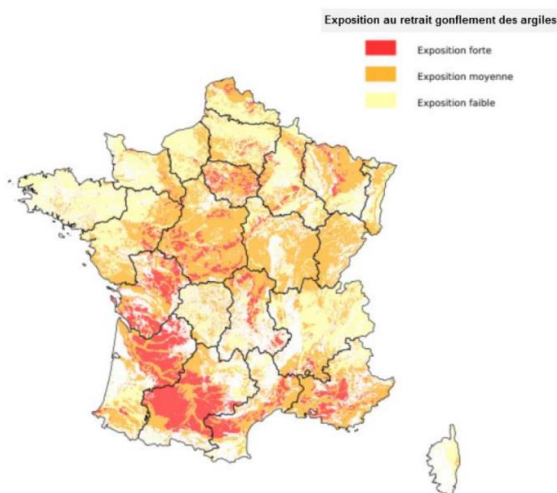 Exposition au retrait gonflement des argiles
Exposition forte
Exposition moyenne
Exposition faible